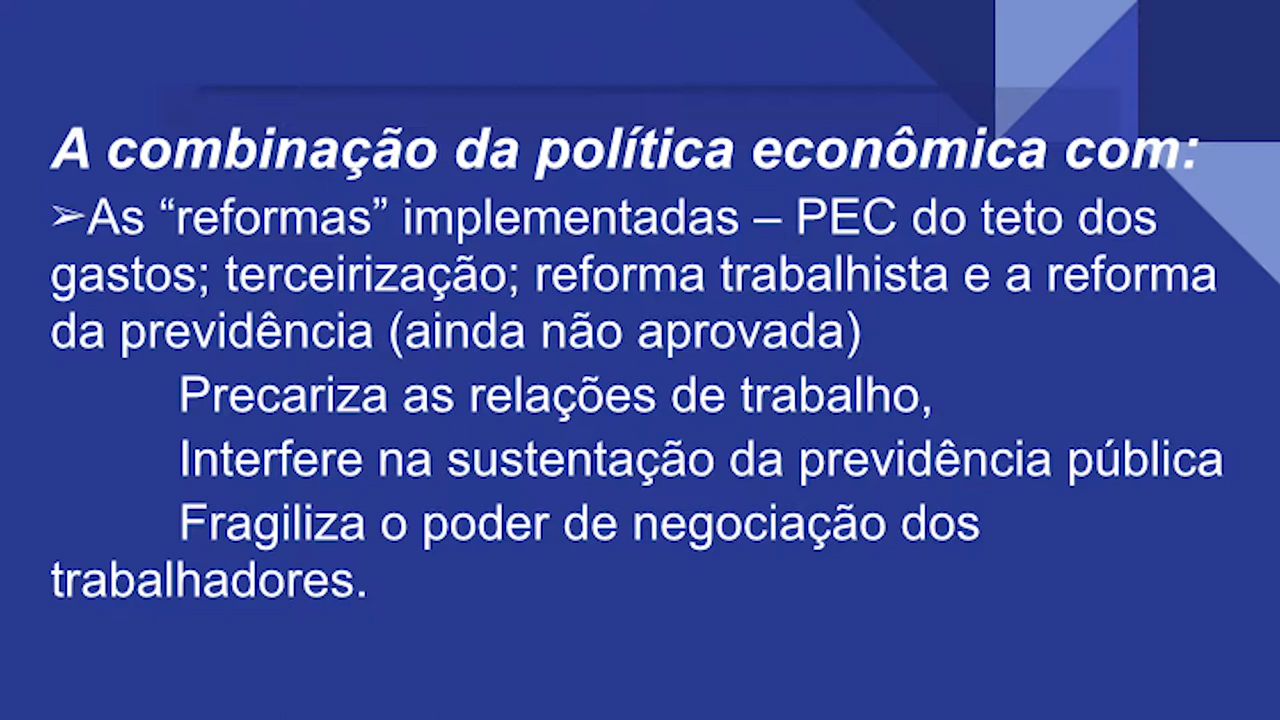 A combinação da política econômica com:
➢As “reformas” implementadas – PEC do teto dos
gastos; terceirização; reforma trabalhista e a reforma
da previdência (ainda não aprovada)
Precariza as relações de trabalho,
Interfere na sustentação da previdência pública
Fragiliza o poder de negociação dos
trabalhadores.